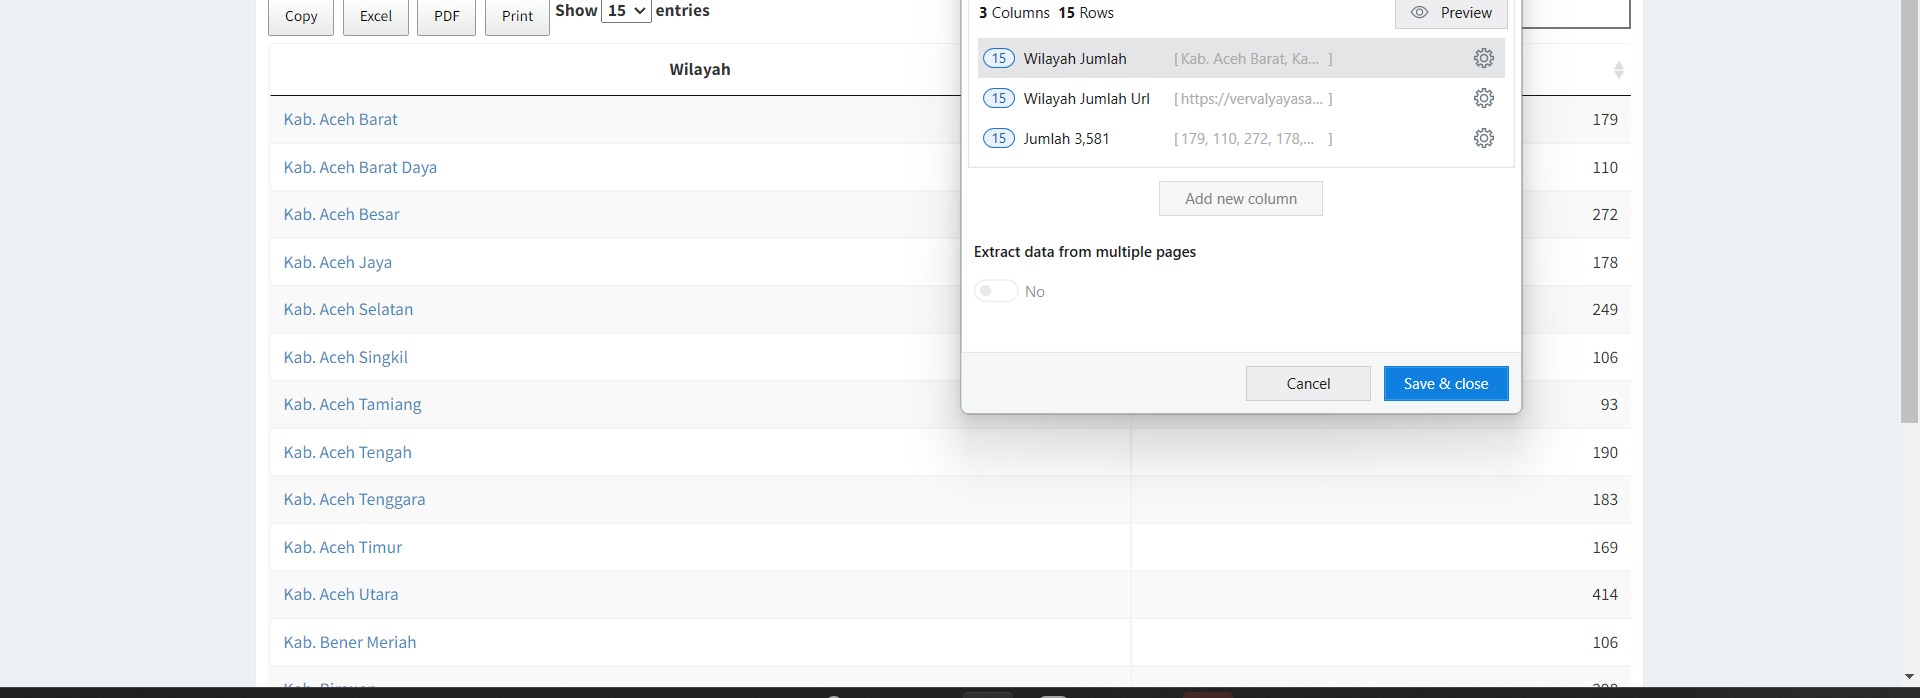 Copy Excel PDF Print Show 15 entries
Wilayah
Kab. Aceh Barat 179
Kab. Aceh Barat Daya 110
Kab. Aceh Besar 272
Kab. Aceh Jaya 178
Kab. Aceh Selatan 249
Kab. Aceh Singkil 106
Kab. Aceh Tamiang 93
Kab. Aceh Tengah 190
Kab. Aceh Tenggara 183
Kab. Aceh Timur 169
Kab. Aceh Utara 414
Kab. Bener Meriah 106
3 Columns 15 Rows Preview
15 Wilayah Jumlah [Kab. Aceh Barat, Ka... ]
15 Wilayah Jumlah Url [https://vervalyayasa... ]
15 Jumlah 3,581 [179, 110, 272, 178,... ]
Add new column
Extract data from multiple pages
No
Cancel Save & close